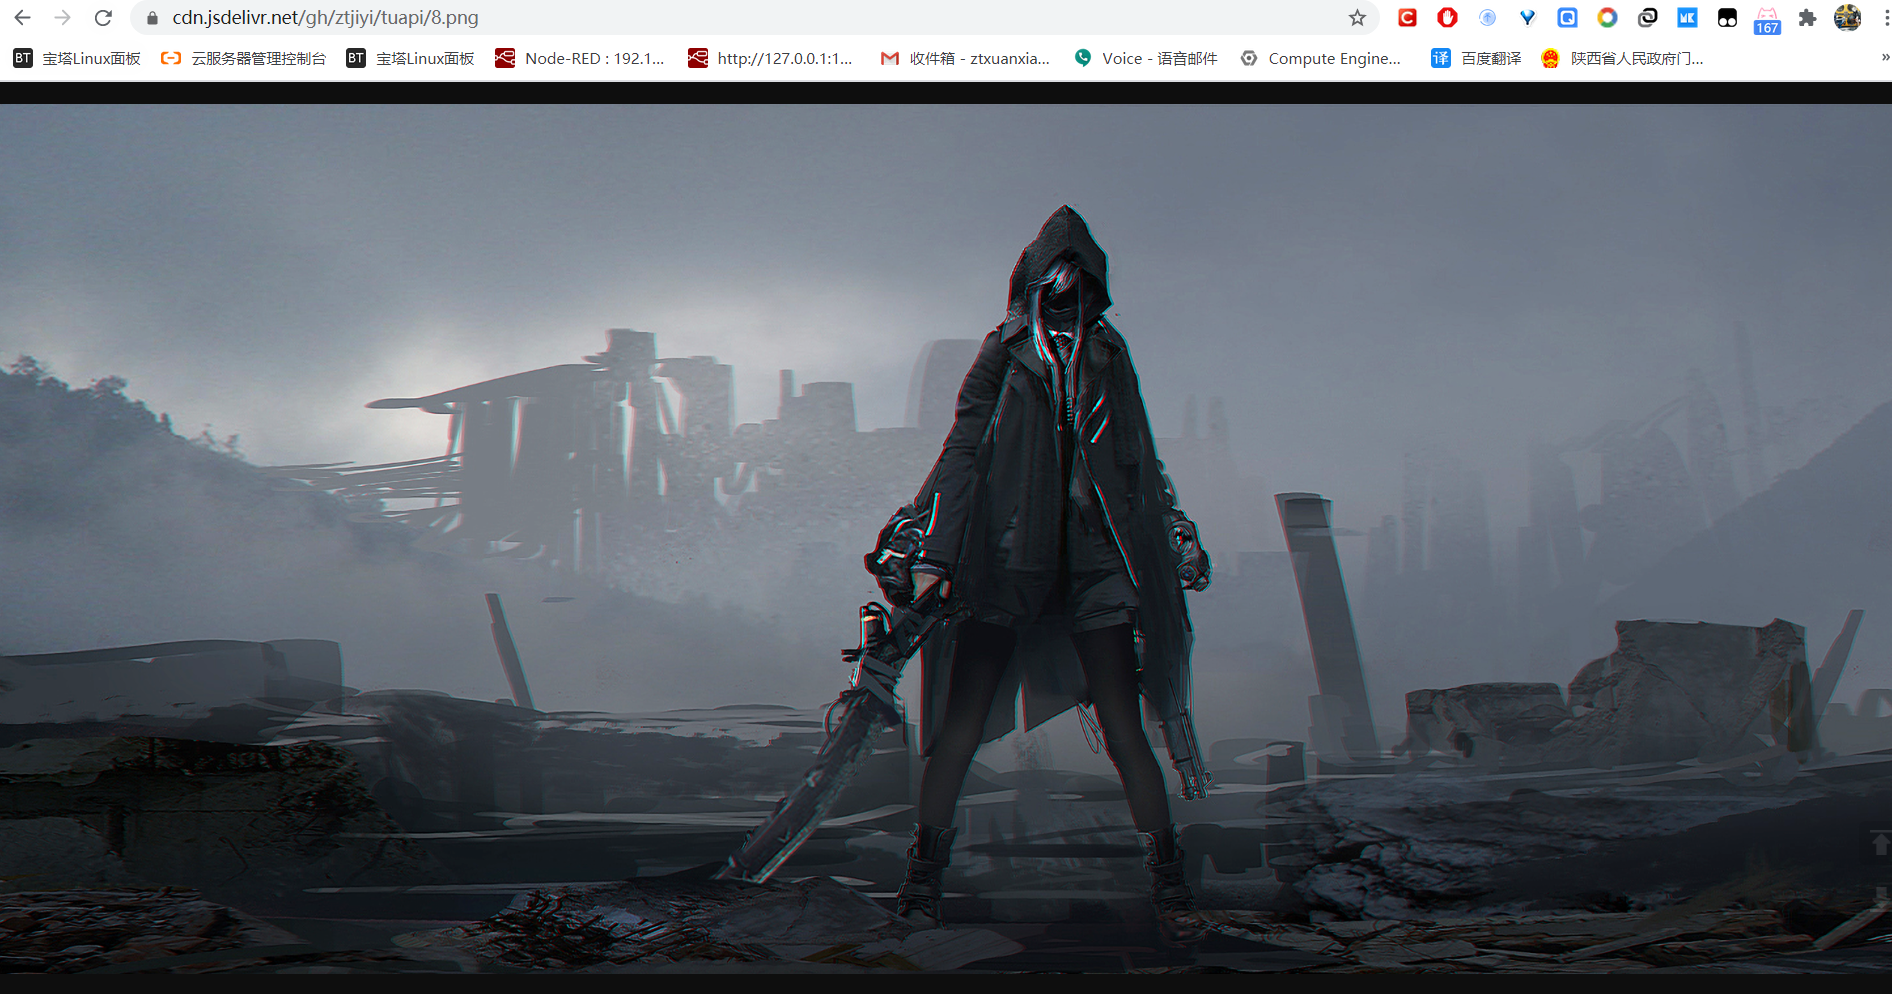 cdn.jsdelivr.net/gh/ztjiyi/tuapi/8.png
167
BT 宝塔Linux面板 云服务器管理控制台 BT 宝塔Linux面板 Node-RED : 192.1... http://127.0.0.1:1... 收件箱 - ztxuanxia... Voice - 语音邮件 Compute Engine... 译 百度翻译 陕西省人民政府门... »